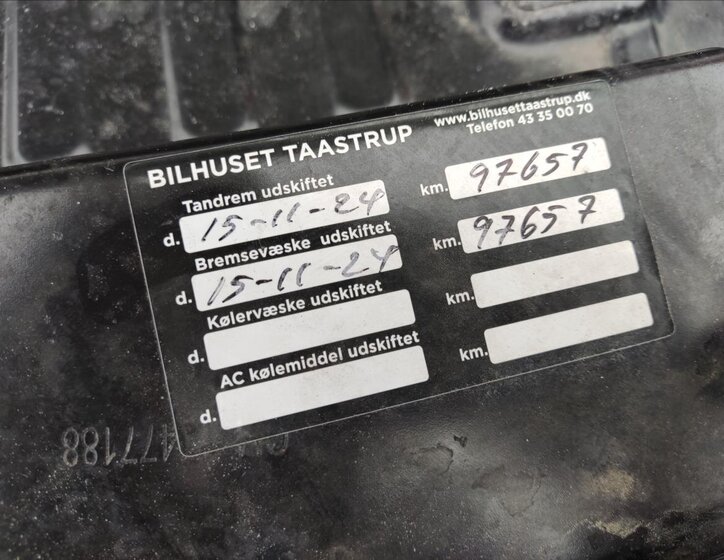 BILHUSET TAASTRUP
www.bilhusettaastrup.dk
Telefon 43 35 00 70
Tandrem udskiftet
d. 15-11-24 km. 97657
Bremsevæske udskiftet
d. 15-11-24 km. 97657
Kølervæske udskiftet
d. km.
AC kølemiddel udskiftet
d. km.
477188